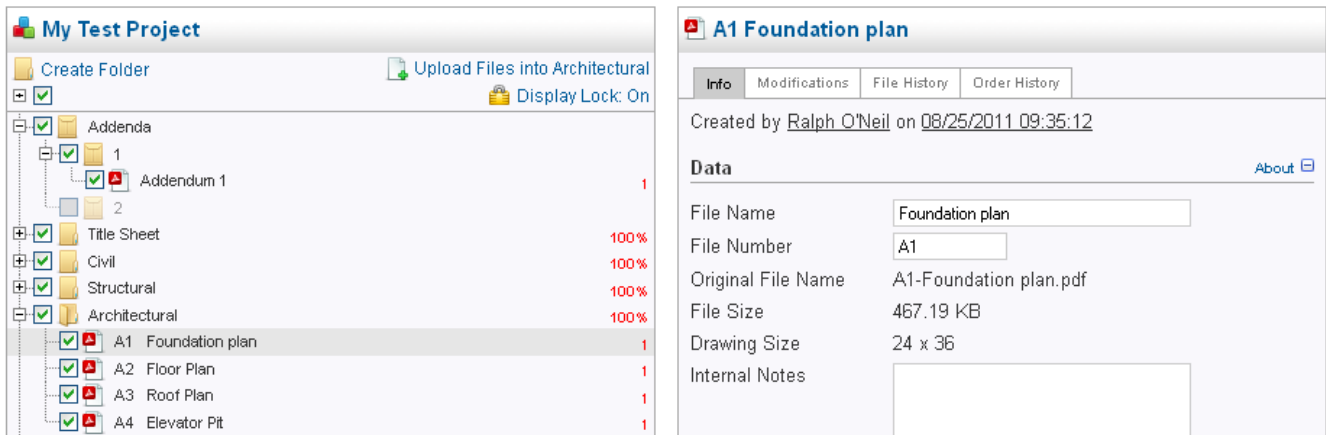 My Test Project
Create Folder
Upload Files into Architectural
Display Lock: On
Addenda
1
Addendum 1 1
2
Title Sheet 100%
Civil 100%
Structural 100%
Architectural 100%
A1 Foundation plan 1
A2 Floor Plan 1
A3 Roof Plan 1
A4 Elevator Pit 1
A1 Foundation plan
Info Modifications File History Order History
Created by Ralph O'Neil on 08/25/2011 09:35:12
Data About
File Name Foundation plan
File Number A1
Original File Name A1-Foundation plan.pdf
File Size 467.19 KB
Drawing Size 24 x 36
Internal Notes